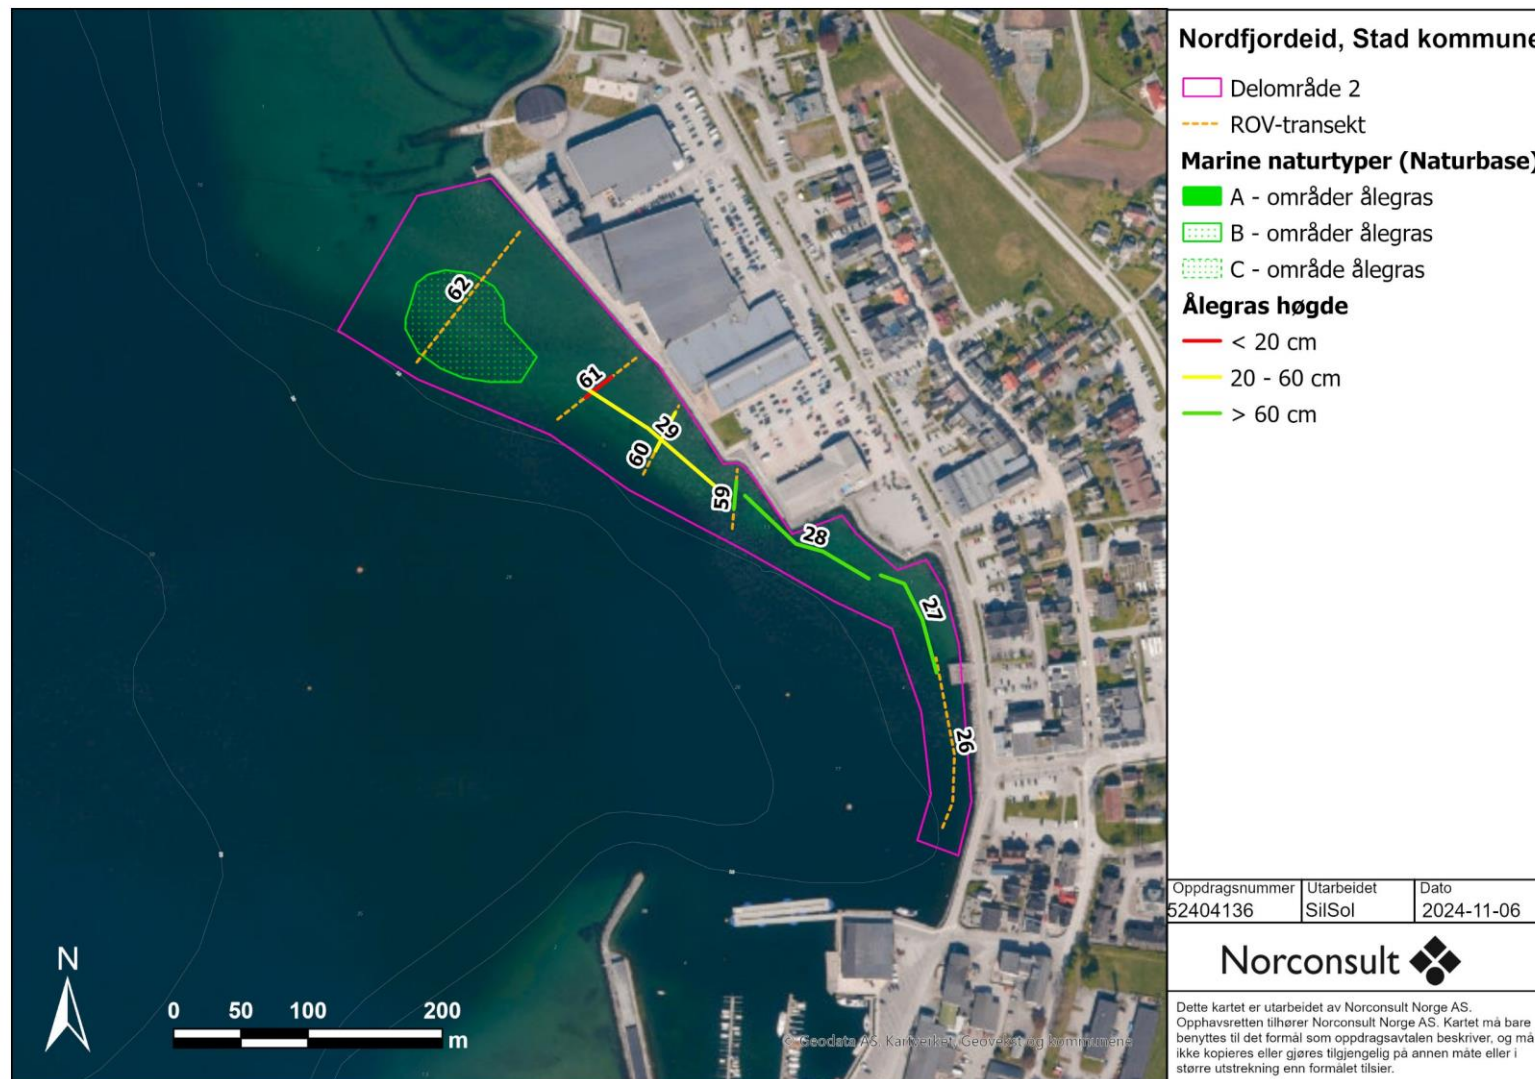 Nordfjordeid, Stad kommune
Delområde 2
ROV-transekt
Marine naturtyper (Naturbase)
A - områder ålegras
B - områder ålegras
C - område ålegras
Ålegras høgde
< 20 cm
20 - 60 cm
> 60 cm
62
61
29
60
59
28
27
26
N
0 50 100 200
m
© Geodata AS, Kartverket, Geovekst og kommunene
Oppdragsnummer Utarbeidet Dato
52404136 SilSol 2024-11-06
Norconsult
Dette kartet er utarbeidet av Norconsult Norge AS.
Opphavsretten tilhører Norconsult Norge AS. Kartet må bare
benyttes til det formål som oppdragsavtalen beskriver, og må
ikke kopieres eller gjøres tilgjengelig på annen måte eller i
større utstrekning enn formålet tilsier.